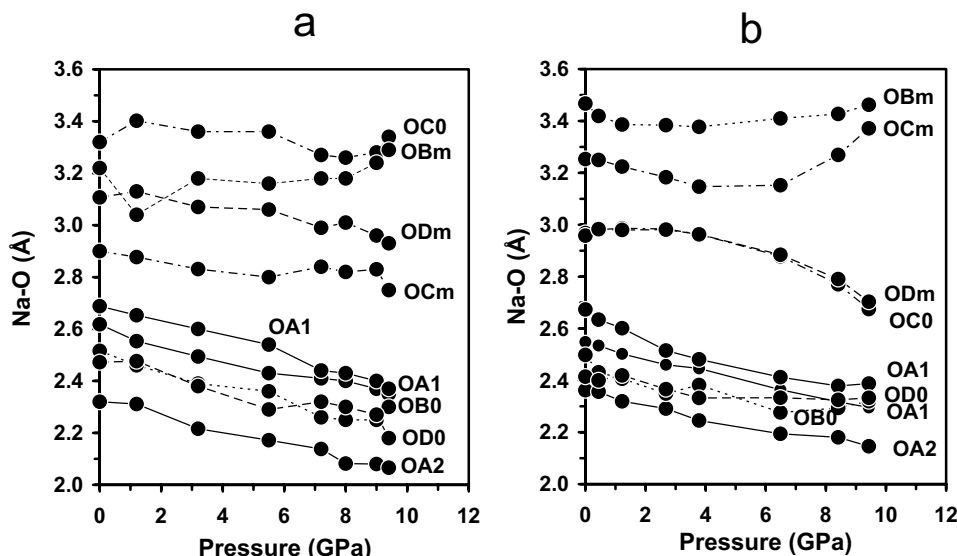 a
b
3.6
3.4
3.2
3.0
2.8
2.6
2.4
2.2
2.0
Na-O (Å)
OC0
OBm
ODm
OCm
OA1
OA1
OB0
OD0
OA2
0 2 4 6 8 10 12
Pressure (GPa)
3.6
3.4
3.2
3.0
2.8
2.6
2.4
2.2
2.0
Na-O (Å)
OBm
OCm
ODm
OC0
OA1
OD0
OA1
OB0
OA2
0 2 4 6 8 10 12
Pressure (GPa)